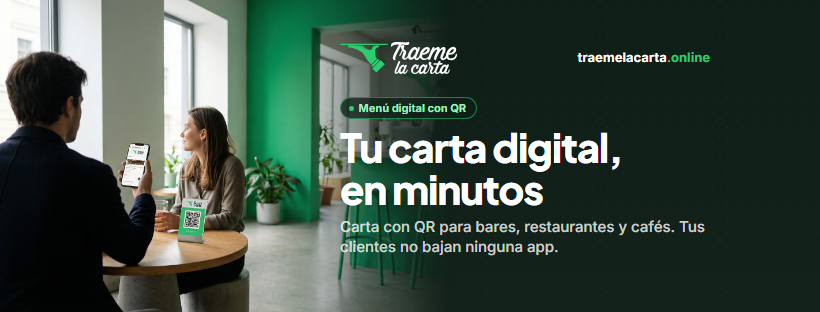 Traeme
la carta
traemelacarta.online
Menú digital con QR
Tu carta digital,
en minutos
Carta con QR para bares, restaurantes y cafés. Tus
clientes no bajan ninguna app.